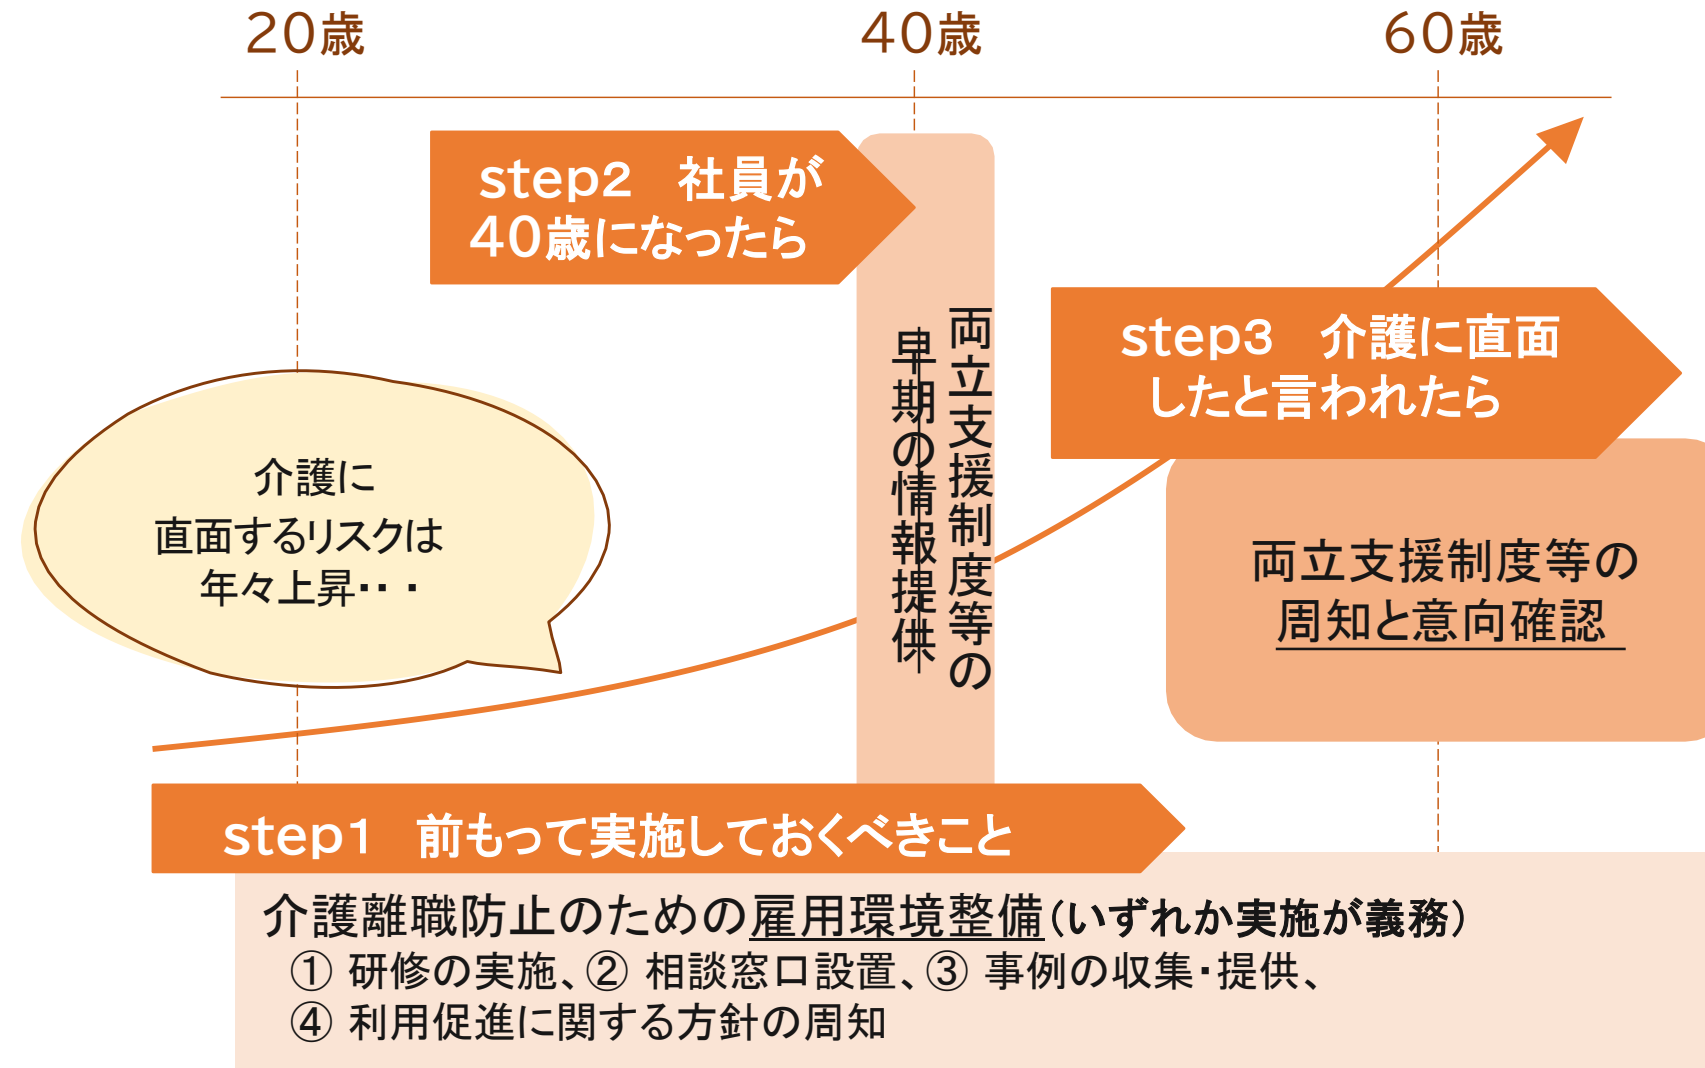 20歳
40歳
60歳
step2　社員が
40歳になったら
両立支援制度等の
早期の情報提供
step3　介護に直面
したと言われたら
介護に
直面するリスクは
年々上昇・・・
両立支援制度等の
周知と意向確認
step1　前もって実施しておくべきこと
介護離職防止のための雇用環境整備（いずれか実施が義務）
① 研修の実施、② 相談窓口設置、③ 事例の収集・提供、
④ 利用促進に関する方針の周知